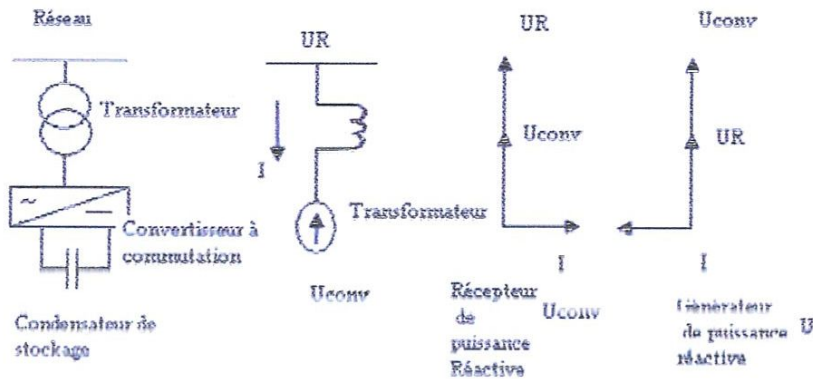 Réseau
UR
UR
Uconv
Transformateur
Uconv
UR
I
~
Transformateur
Convertisseur à
commutation
I
I
Uconv
Récepteur
de
puissance
Réactive
Uconv
Générateur
de puissance
réactive
U
Condensateur de
stockage